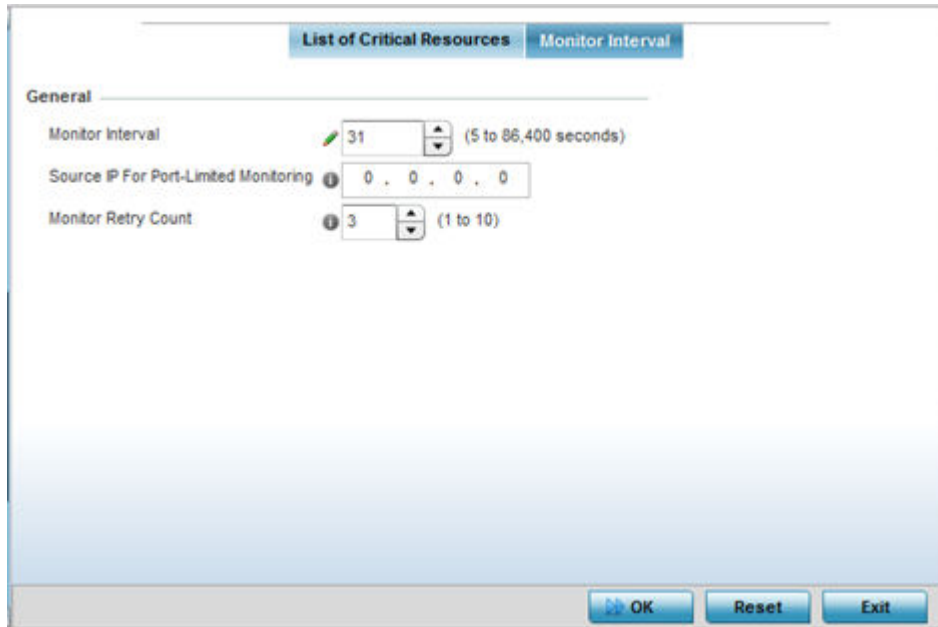 List of Critical Resources Monitor Interval
General
Monitor Interval 31 (5 to 86,400 seconds)
Source IP For Port-Limited Monitoring 0 . 0 . 0 . 0
Monitor Retry Count 3 (1 to 10)
OK Reset Exit